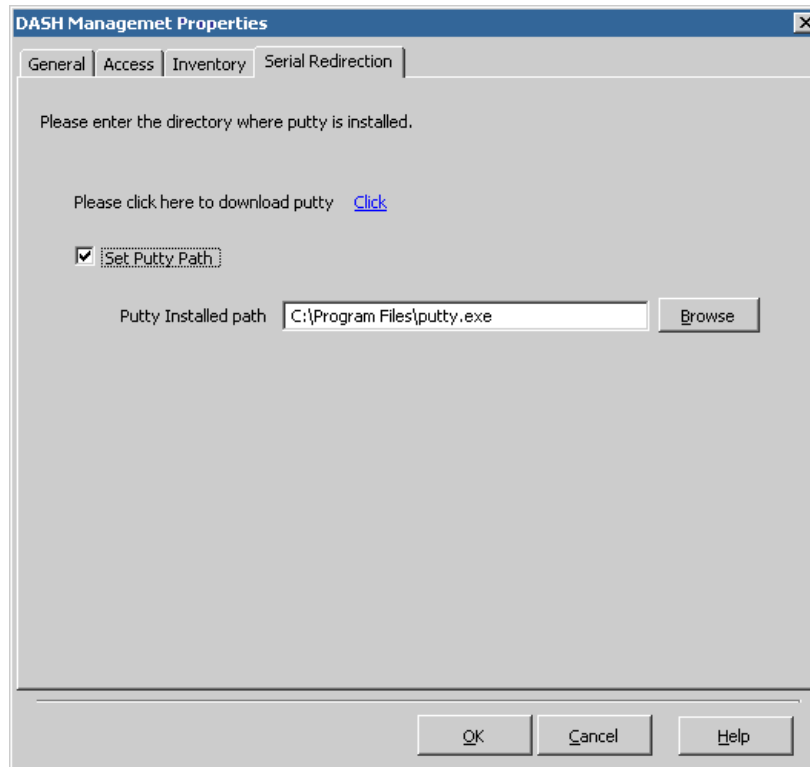 DASH Managemet Properties
General Access Inventory Serial Redirection
Please enter the directory where putty is installed.
Please click here to download putty Click
Set Putty Path
Putty Installed path C:\Program Files\putty.exe Browse
OK Cancel Help